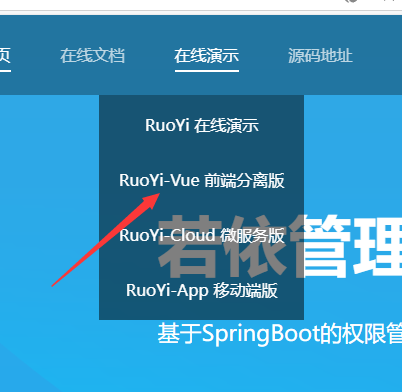 页 在线文档 在线演示 源码地址
RuoYi 在线演示
RuoYi-Vue 前端分离版
RuoYi-Cloud 微服务版
若依管理
RuoYi-App 移动端版
基于SpringBoot的权限管